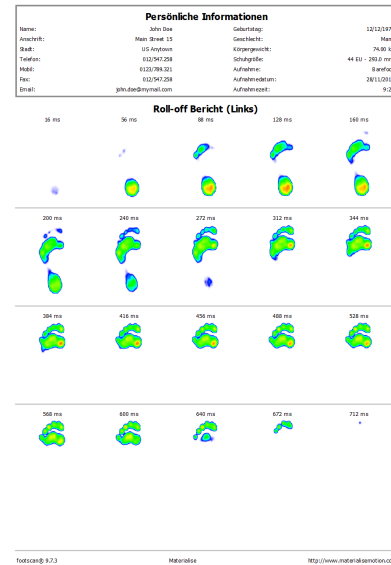 Persönliche Informationen
Name: John Doe Geburtstag: 12/12/197
Anschrift: Main Street 15 Geschlecht: Man
Stadt: US Anytown Körpergewicht: 74.00 k
Telefon: 012/547.258 Schuhgröße: 44 EU - 293.0 mm
Mobil: 0123/789.321 Aufnahme: Barefoo
Fax: 012/547.258 Aufnahmedatum: 28/11/201
Email: john.doe@mymail.com Aufnahmezeit: 9:2
Roll-off Bericht (Links)
16 ms 56 ms 88 ms 128 ms 160 ms
200 ms 240 ms 272 ms 312 ms 344 ms
384 ms 416 ms 456 ms 488 ms 528 ms
568 ms 600 ms 640 ms 672 ms 712 ms
footscan® 9.7.3 Materialise http://www.materialisemotion.co